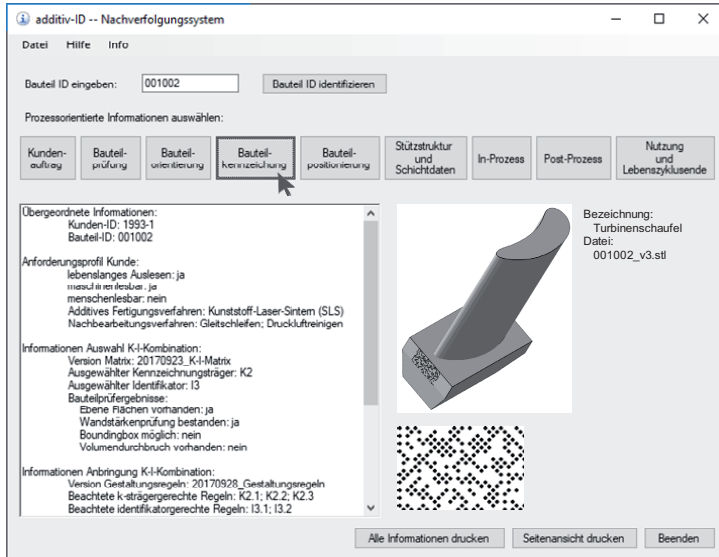 additiv-ID -- Nachverfolgungssystem
Datei Hilfe Info
Bauteil ID eingeben: 001002 Bauteil ID identifizieren
Prozessorientierte Informationen auswählen:
Kunden-
auftrag
Bauteil-
prüfung
Bauteil-
orientierung
Bauteil-
kennzeichung
Bauteil-
positionierung
Stützstruktur
und
Schichtdaten
In-Prozess
Post-Prozess
Nutzung
und
Lebenszyklusende
Übergeordnete Informationen:
Kunden-ID: 1993-1
Bauteil-ID: 001002
Anforderungsprofil Kunde:
lebenslanges Auslesen: ja
maschinenlesbar: ja
menschenlesbar: nein
Additives Fertigungsverfahren: Kunststoff-Laser-Sintern (SLS)
Nachbearbeitungsverfahren: Gleitschleifen; Druckluftreinigen
Informationen Auswahl K-I-Kombination:
Version Matrix: 20170923_K-I-Matrix
Ausgewählter Kennzeichnungsträger: K2
Ausgewählter Identifikator: I3
Bauteilprüfergebnisse:
Ebene Flächen vorhanden: ja
Wandstärkenprüfung bestanden: ja
Boundingbox möglich: nein
Volumendurchbruch vorhanden: nein
Informationen Anbringung K-I-Kombination:
Version Gestaltungsregeln: 20170928_Gestaltungsregeln
Beachtete k-strägergerechte Regeln: K2.1; K2.2; K2.3
Beachtete identifikatorgerechte Regeln: I3.1; I3.2
Bezeichnung:
Turbinenschaufel
Datei:
001002_v3.stl
Alle Informationen drucken Seitenansicht drucken Beenden